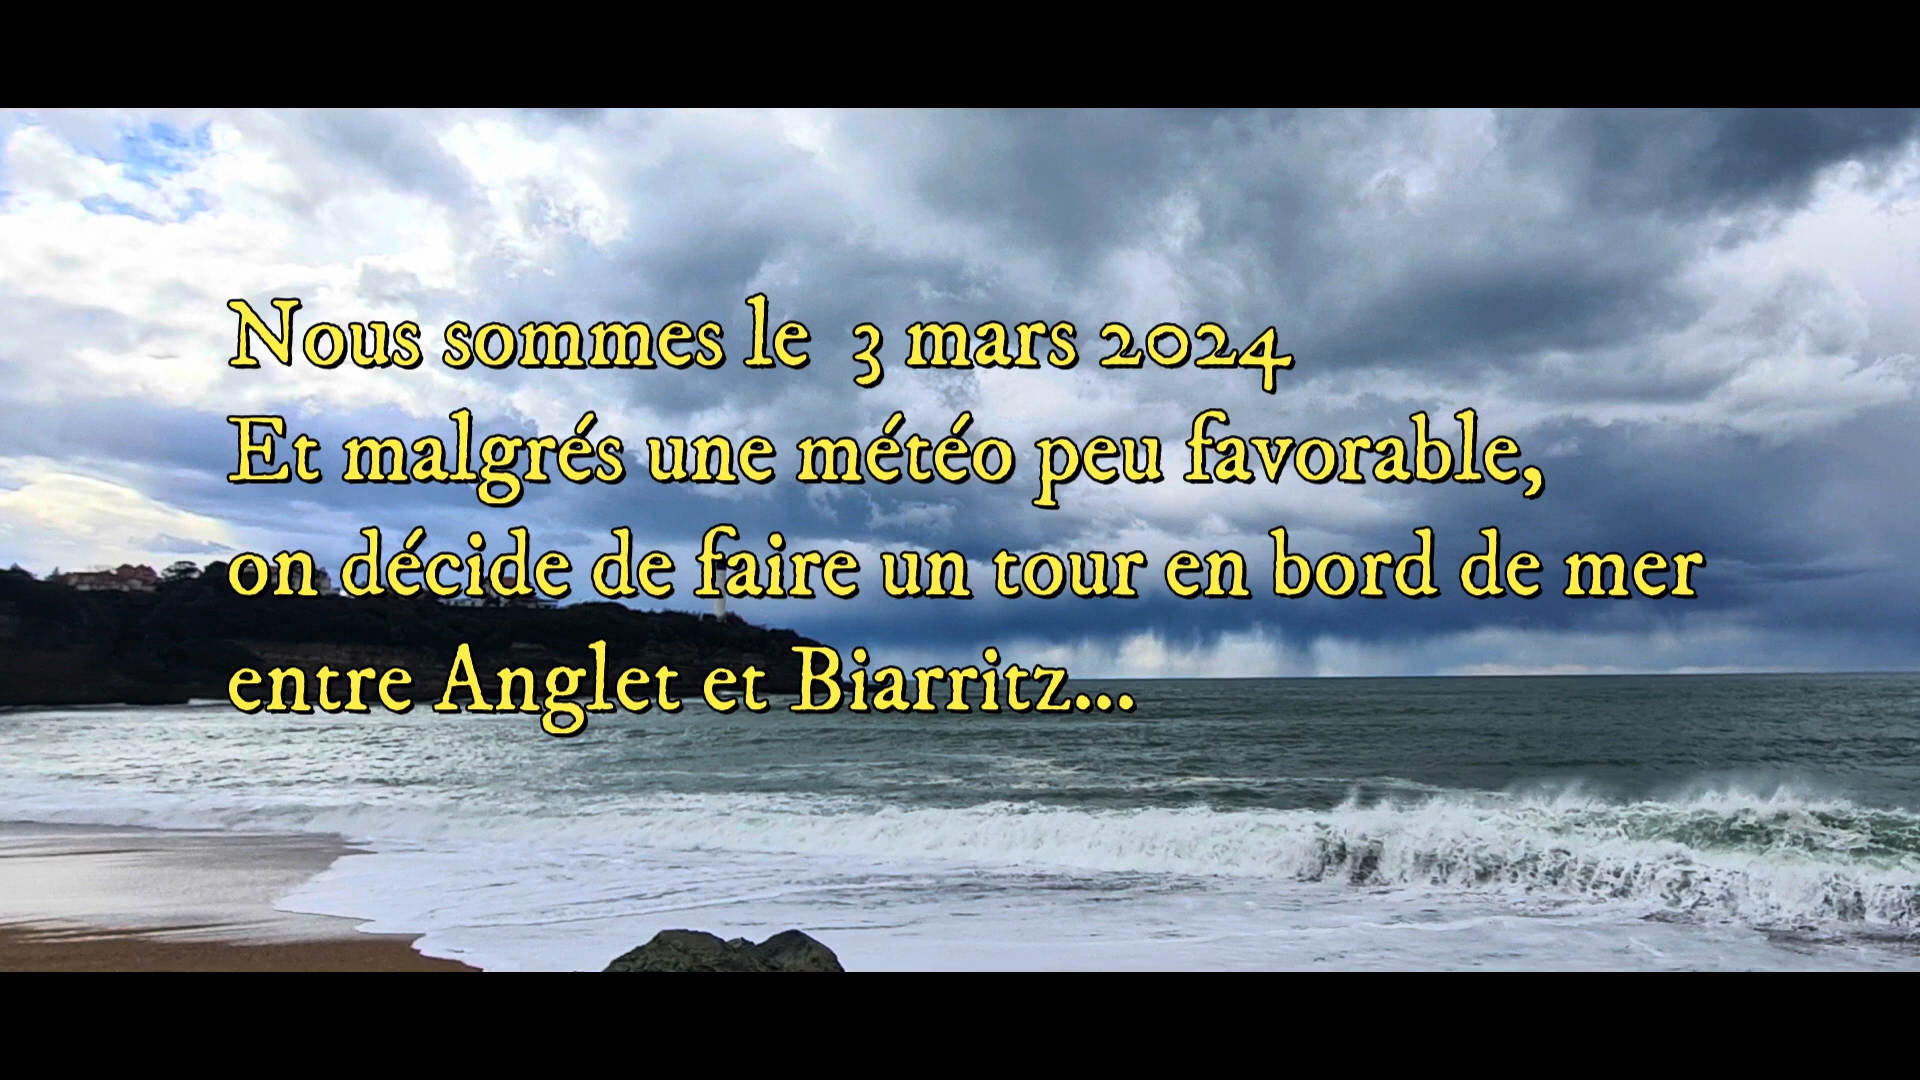 Nous sommes le  3 mars 2024
Et malgrés une météo peu favorable,
on décide de faire un tour en bord de mer
entre Anglet et Biarritz...